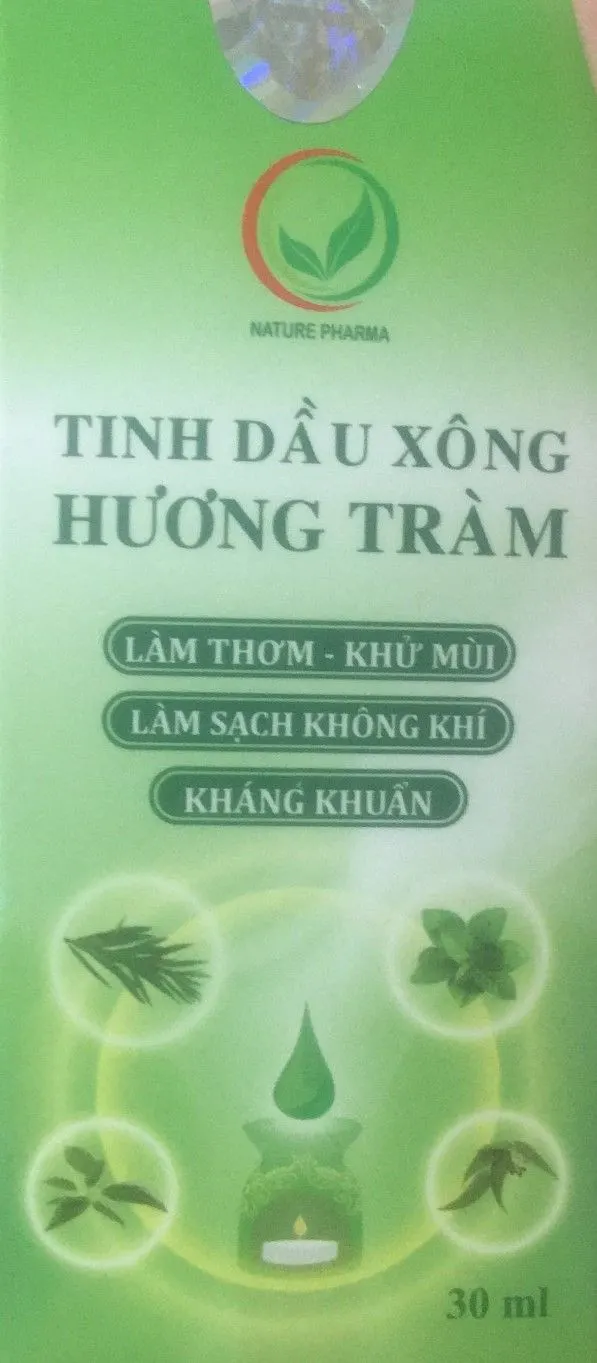 NATURE PHARMA
TINH DẦU XÔNG
HƯƠNG TRÀM
LÀM THƠM - KHỬ MÙI
LÀM SẠCH KHÔNG KHÍ
KHÁNG KHUẨN
30 ml